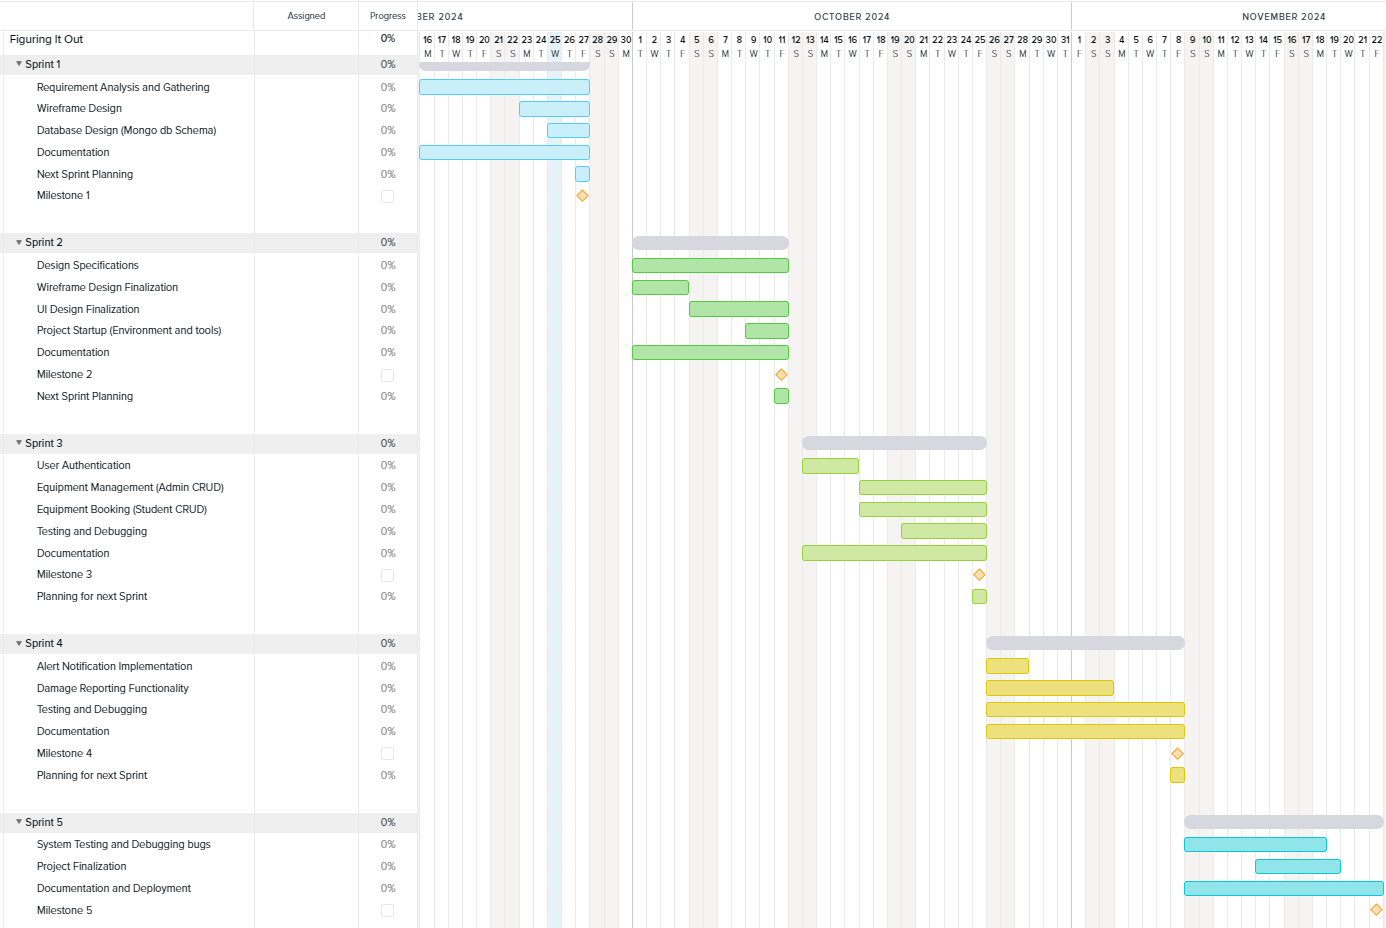 Assigned Progress BER 2024 OCTOBER 2024 NOVEMBER 2024
Figuring It Out 0% 16 17 18 19 20 21 22 23 24 25 26 27 28 29 30 1 2 3 4 5 6 7 8 9 10 11 12 13 14 15 16 17 18 19 20 21 22 23 24 25 26 27 28 29 30 31 1 2 3 4 5 6 7 8 9 10 11 12 13 14 15 16 17 18 19 20 21 22
M T W T F S S M T W T F S S M T W T F S S M T W T F S S M T W T F S S M T W T F S S M T W T F S S M T W T F S S M T W T F S S M T W T F
Sprint 1 0%
Requirement Analysis and Gathering 0%
Wireframe Design 0%
Database Design (Mongo db Schema) 0%
Documentation 0%
Next Sprint Planning 0%
Milestone 1
Sprint 2 0%
Design Specifications 0%
Wireframe Design Finalization 0%
UI Design Finalization 0%
Project Startup (Environment and tools) 0%
Documentation 0%
Milestone 2
Next Sprint Planning 0%
Sprint 3 0%
User Authentication 0%
Equipment Management (Admin CRUD) 0%
Equipment Booking (Student CRUD) 0%
Testing and Debugging 0%
Documentation 0%
Milestone 3
Planning for next Sprint 0%
Sprint 4 0%
Alert Notification Implementation 0%
Damage Reporting Functionality 0%
Testing and Debugging 0%
Documentation 0%
Milestone 4
Planning for next Sprint 0%
Sprint 5 0%
System Testing and Debugging bugs 0%
Project Finalization 0%
Documentation and Deployment 0%
Milestone 5